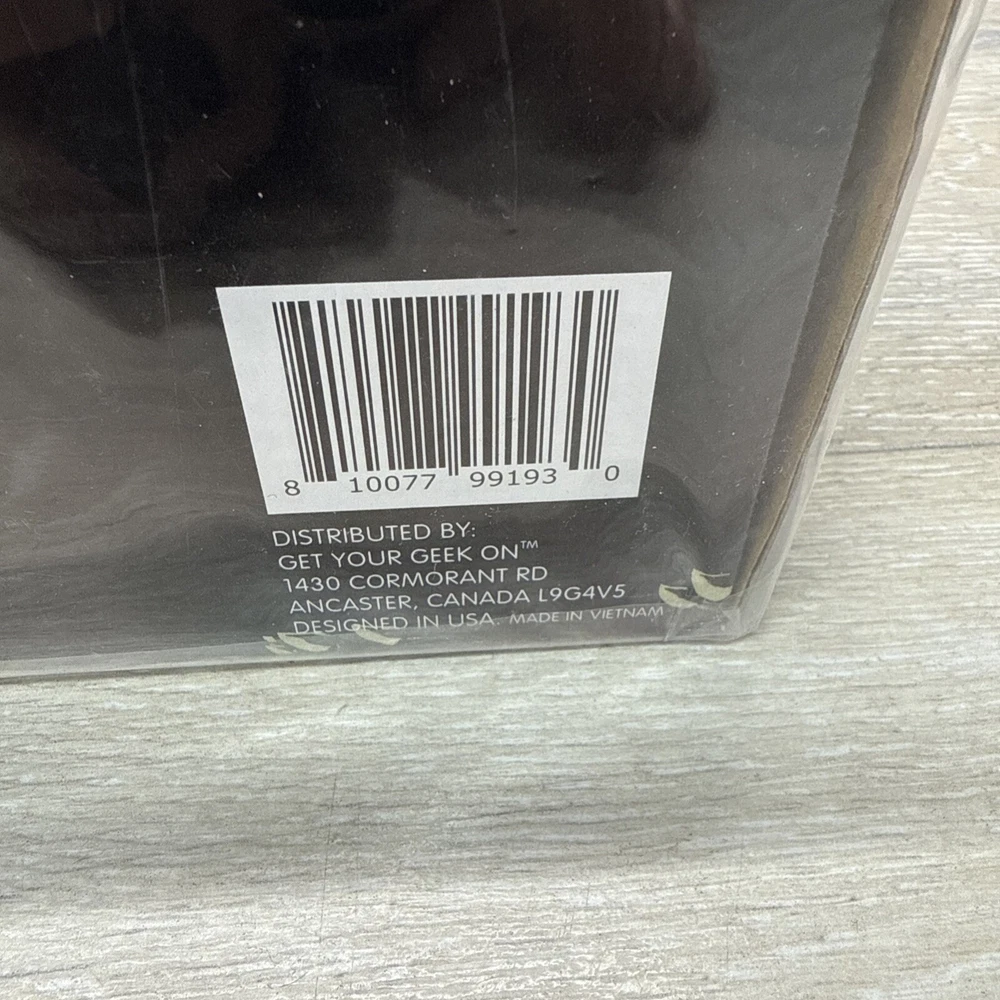 8 10077 99193 0
DISTRIBUTED BY:
GET YOUR GEEK ON™
1430 CORMORANT RD
ANCASTER, CANADA L9G4V5
DESIGNED IN USA. MADE IN VIETNAM